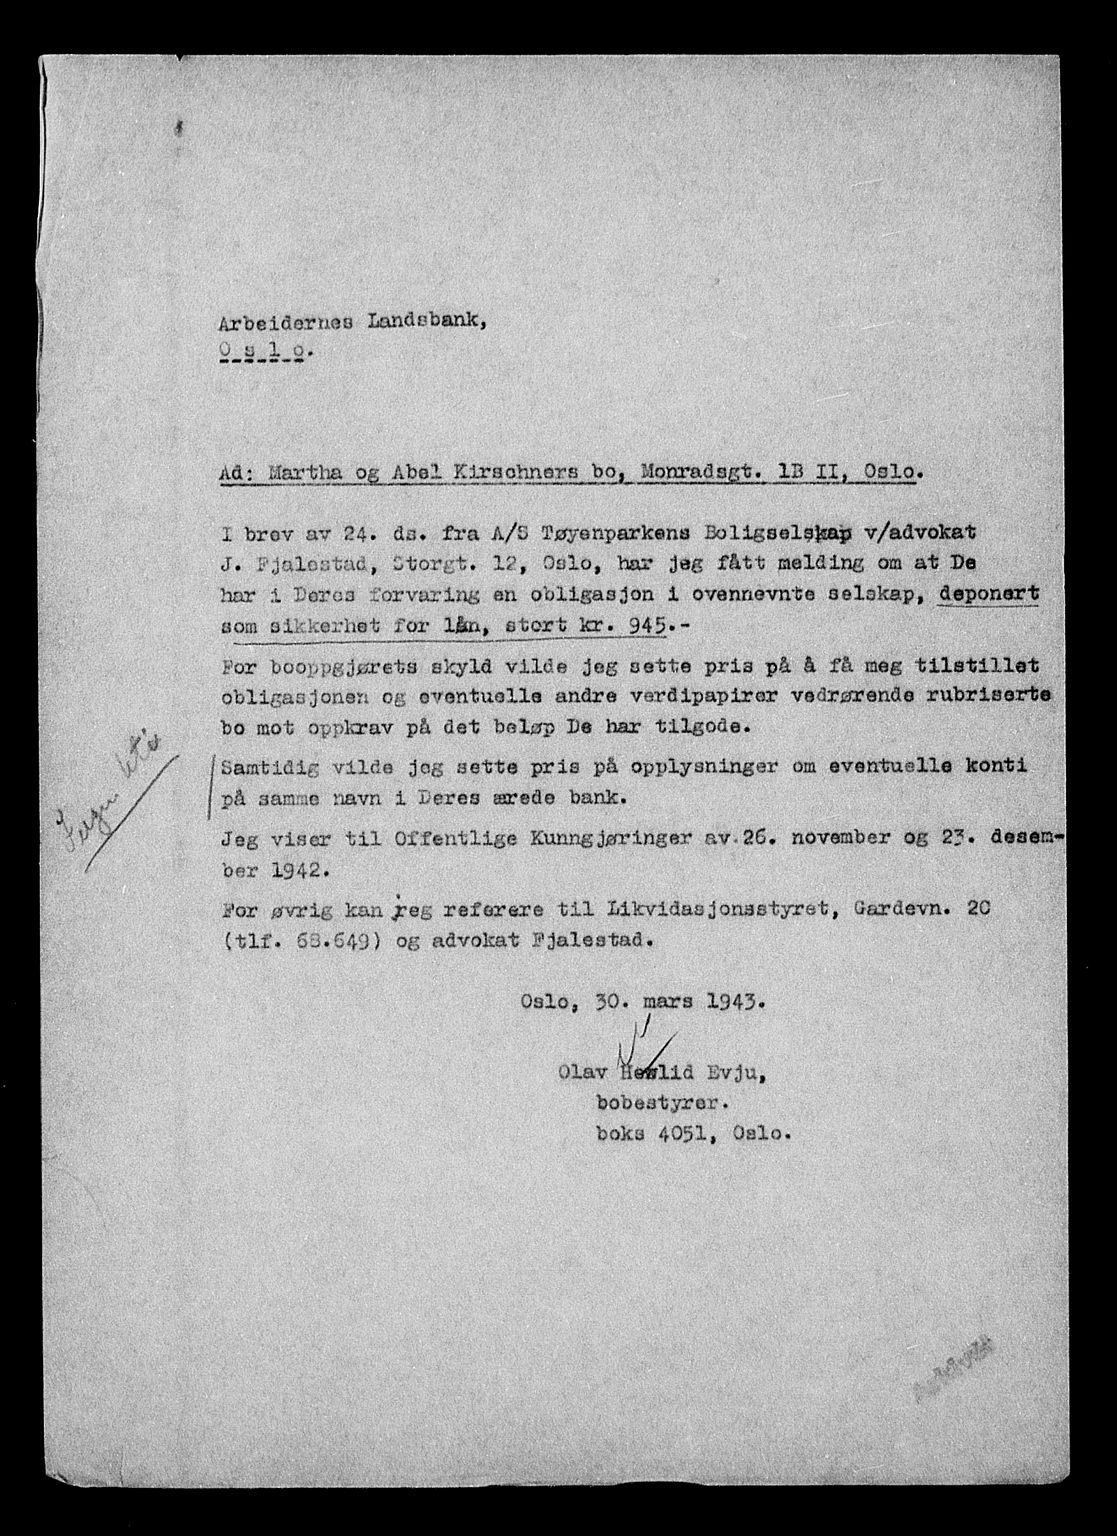 Arbeidernes Landsbank,
O s l o.
Ad: Martha og Abel Kirschners bo, Monradsgt. 1B II, Oslo.
I brev av 24. ds. fra A/S Tøyenparkens Boligselskap v/advokat
J. Fjalestad, Storgt. 12, Oslo, har jeg fått melding om at De
har i Deres forvaring en obligasjon i ovennevnte selskap, deponert
som sikkerhet for lån, stort kr. 945.-
For booppgjørets skyld vilde jeg sette pris på å få meg tilstillet
obligasjonen og eventuelle andre verdipapirer vedrørende rubriserte
bo mot oppkrav på det beløp De har tilgode.
Samtidig vilde jeg sette pris på opplysninger om eventuelle konti
på samme navn i Deres ærede bank.
Jeg viser til Offentlige Kunngjøringer av 26. november og 23. desem-
ber 1942.
For øvrig kan jeg referere til Likvidasjonsstyret, Gardevn. 2C
(tlf. 68.649) og advokat Fjalestad.
Oslo, 30. mars 1943.
Olav Heslid Evju,
bobestyrer.
boks 4051, Oslo.